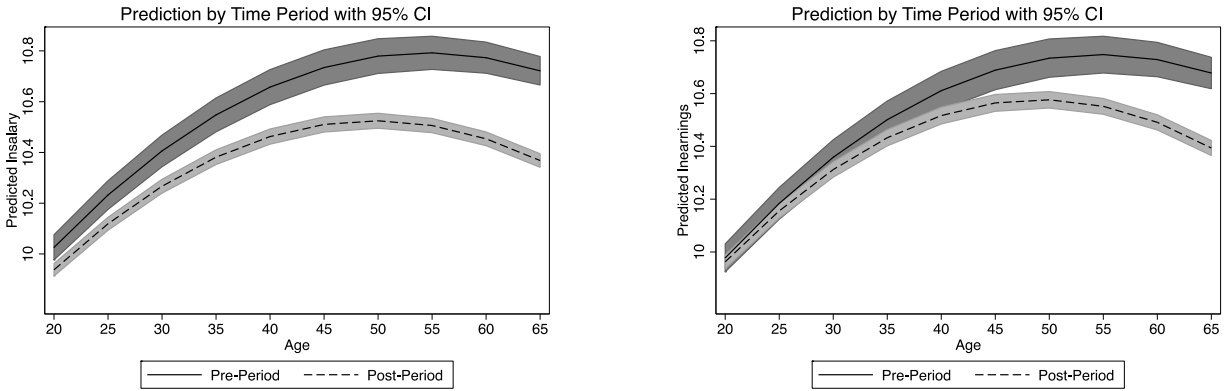 Prediction by Time Period with 95% CI
Predicted lnsalary
10 10.2 10.4 10.6 10.8
20 25 30 35 40 45 50 55 60 65
Age
Pre-Period Post-Period
Prediction by Time Period with 95% CI
Predicted lnearnings
10 10.2 10.4 10.6 10.8
20 25 30 35 40 45 50 55 60 65
Age
Pre-Period Post-Period